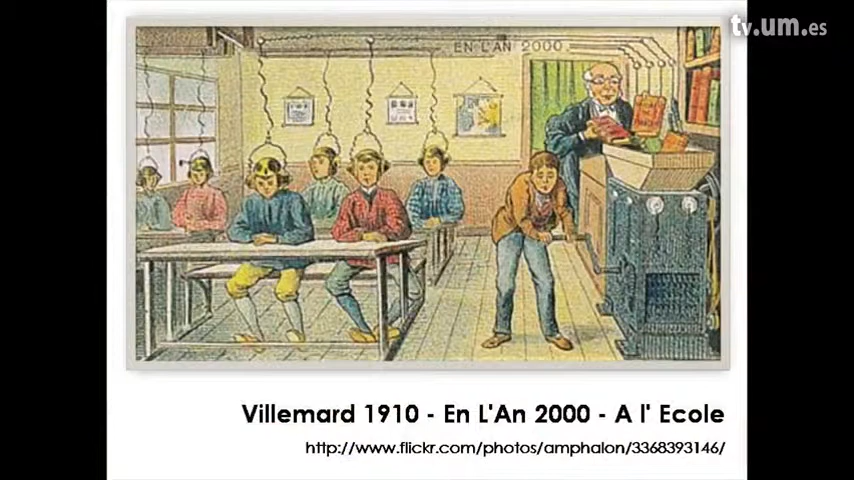 tv.um.es
EN L'AN 2000
Villemard 1910 - En L'An 2000 - A l' Ecole
http://www.flickr.com/photos/amphalon/3368393146/